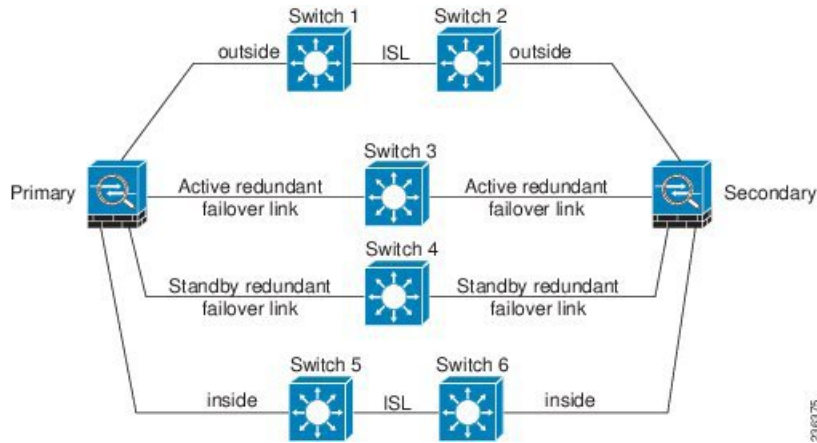 Switch 1
Switch 2
outside
ISL
outside
Switch 3
Primary
Active redundant
failover link
Active redundant
failover link
Secondary
Switch 4
Standby redundant
failover link
Standby redundant
failover link
Switch 5
Switch 6
inside
ISL
inside
236375